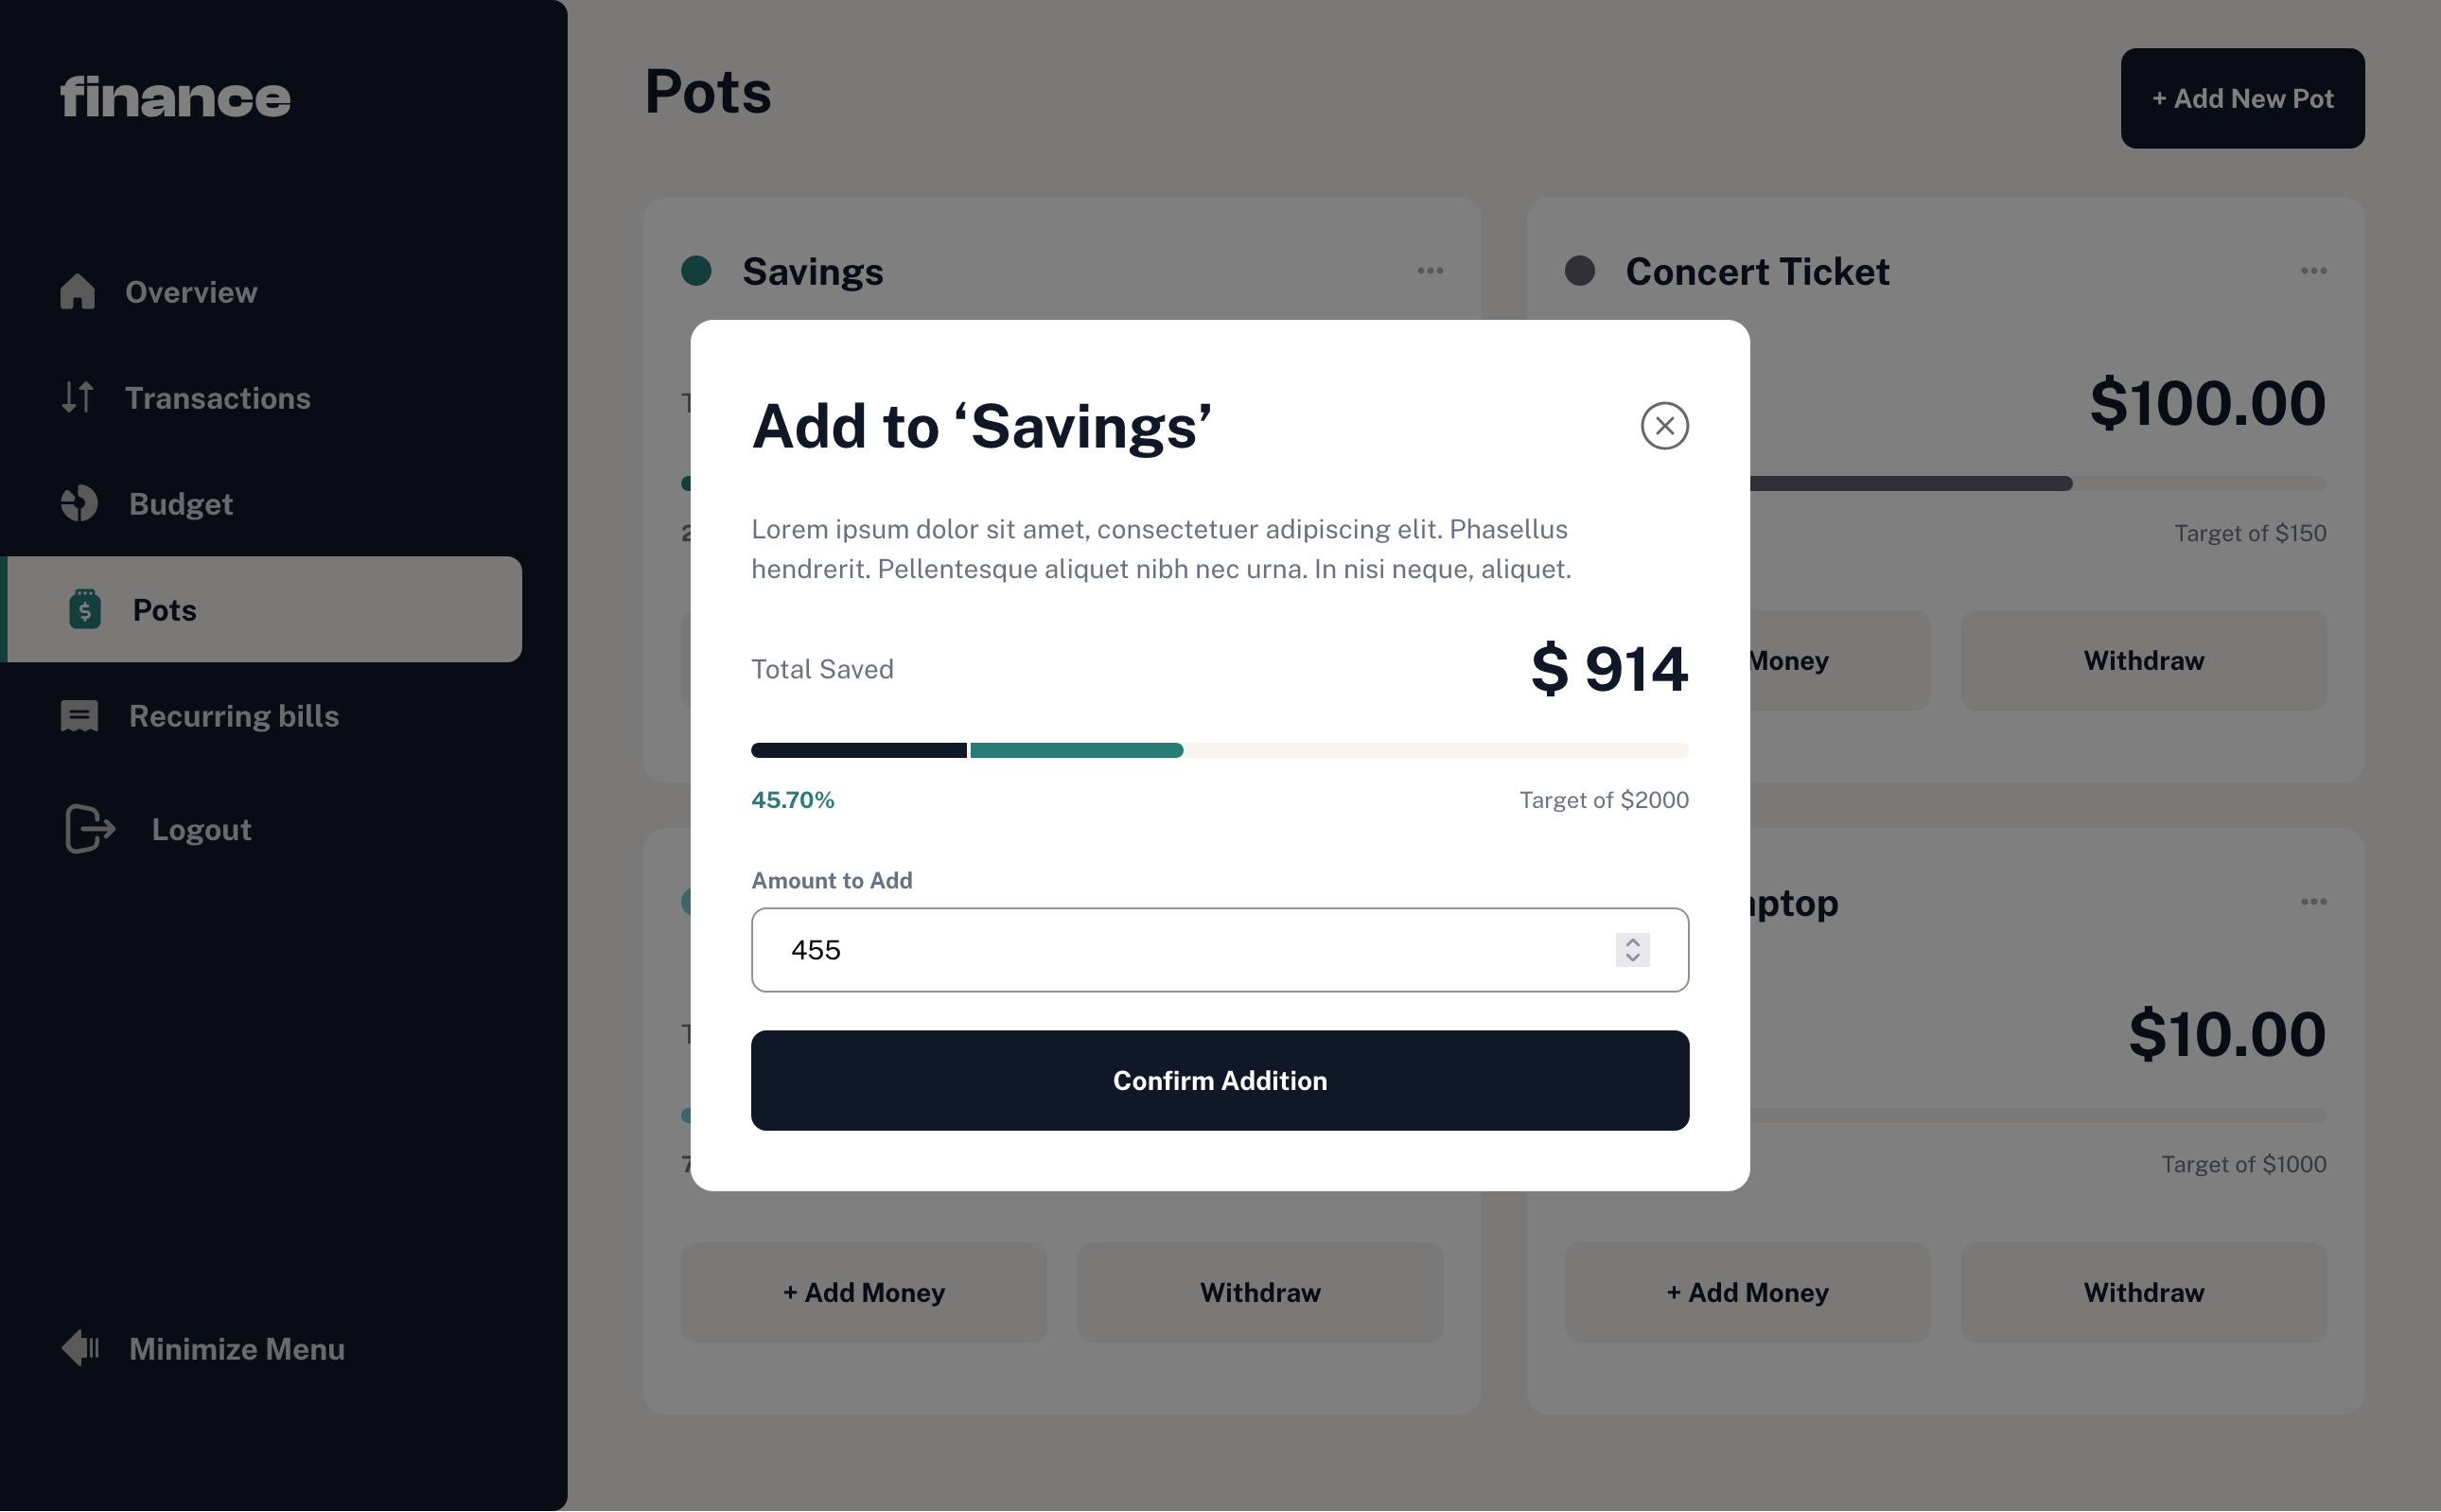 finance
Overview
Transactions
Budget
Pots
Recurring bills
Logout
Minimize Menu
Pots
+ Add New Pot
Savings
Concert Ticket
$100.00
Target of $150
Money
Withdraw
Add to ‘Savings’
Lorem ipsum dolor sit amet, consectetuer adipiscing elit. Phasellus
hendrerit. Pellentesque aliquet nibh nec urna. In nisi neque, aliquet.
Total Saved
$ 914
45.70%
Target of $2000
Amount to Add
455
Confirm Addition
$10.00
Target of $1000
+ Add Money
Withdraw
+ Add Money
Withdraw